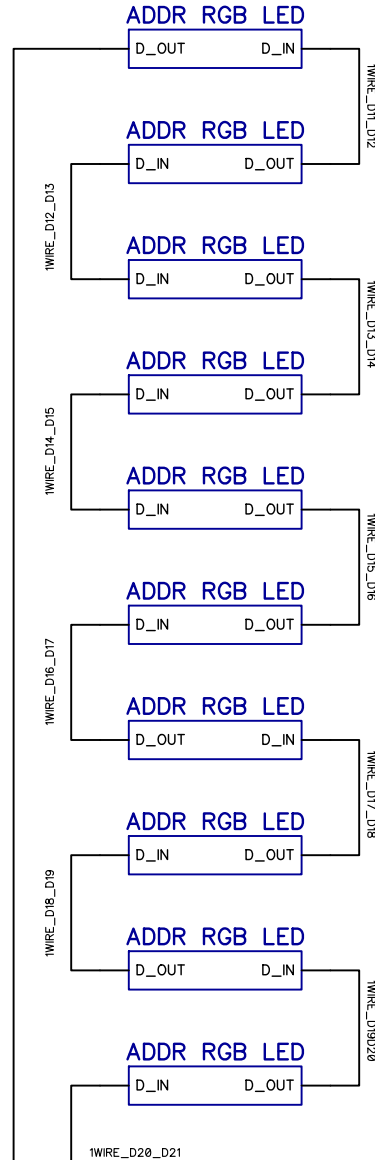 ADDR RGB LED
D_OUT D_IN
1WIRE_D11_D12
ADDR RGB LED
D_IN D_OUT
1WIRE_D12_D13
ADDR RGB LED
D_IN D_OUT
1WIRE_D13_D14
ADDR RGB LED
D_IN D_OUT
1WIRE_D14_D15
ADDR RGB LED
D_IN D_OUT
1WIRE_D15_D16
ADDR RGB LED
D_IN D_OUT
1WIRE_D16_D17
ADDR RGB LED
D_OUT D_IN
1WIRE_D17_D18
ADDR RGB LED
D_IN D_OUT
1WIRE_D18_D19
ADDR RGB LED
D_OUT D_IN
1WIRE_D19D20
ADDR RGB LED
D_IN D_OUT
1WIRE_D20_D21